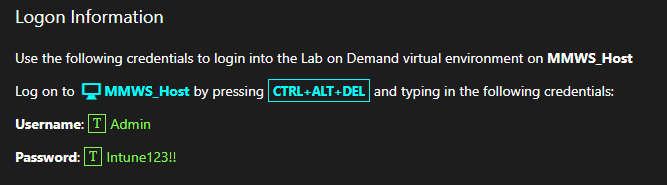 Logon Information
Use the following credentials to login into the Lab on Demand virtual environment on MMWS_Host
Log on to MMWS_Host by pressing CTRL+ALT+DEL and typing in the following credentials:
Username: T Admin
Password: T Intune123!!